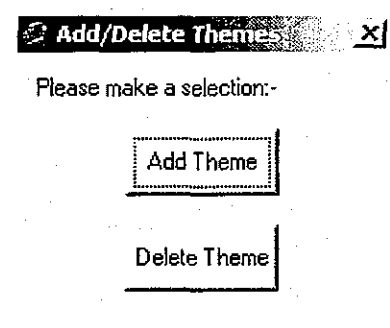 Add/Delete Themes
Please make a selection:-
Add Theme
Delete Theme